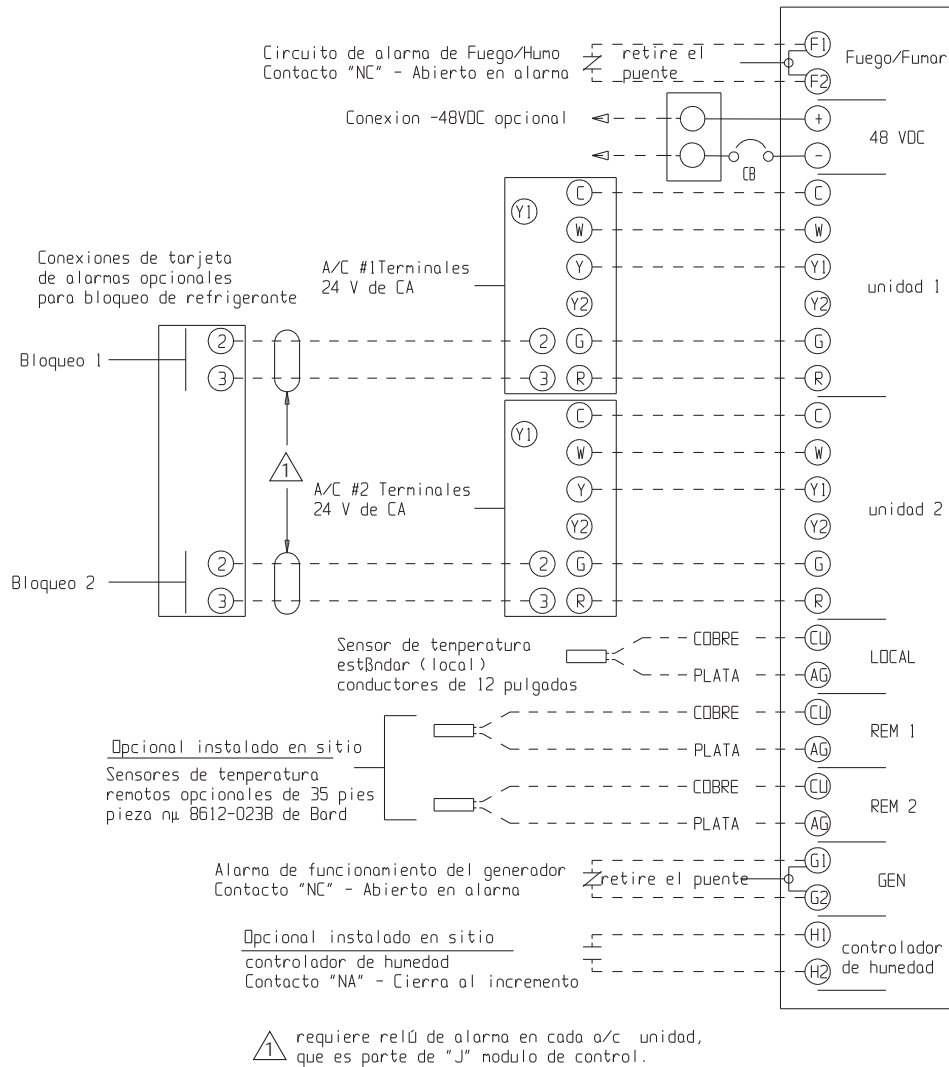 Circuito de alarma de Fuego/Humo
Contacto "NC" - Abierto en alarma
retire el
puente
F1
F2
Fuego/Fumar
Conexion -48VDC opcional
CB
+
-
48 VDC
Conexiones de tarjeta
de alarmas opcionales
para bloqueo de refrigerante
Bloqueo 1
2
3
A/C #1Terminales
24 V de CA
Y1
C
W
Y
Y2
2 G
3 R
C
W
Y1
Y2
G
R
unidad 1
1
Bloqueo 2
2
3
A/C #2 Terminales
24 V de CA
Y1
C
W
Y
Y2
2 G
3 R
C
W
Y1
Y2
G
R
unidad 2
Sensor de temperatura
estßndar (local)
conductores de 12 pulgadas
COBRE
PLATA
CU
AG
LOCAL
Opcional instalado en sitio
Sensores de temperatura
remotos opcionales de 35 pies
pieza nµ 8612-023B de Bard
COBRE
PLATA
CU
AG
REM 1
COBRE
PLATA
CU
AG
REM 2
Alarma de funcionamiento del generador
Contacto "NC" - Abierto en alarma
retire el puente
G1
G2
GEN
Opcional instalado en sitio
controlador de humedad
Contacto "NA" - Cierra al incremento
H1
H2
controlador
de humedad
1
requiere relÚ de alarma en cada a/c unidad,
que es parte de "J" modulo de control.